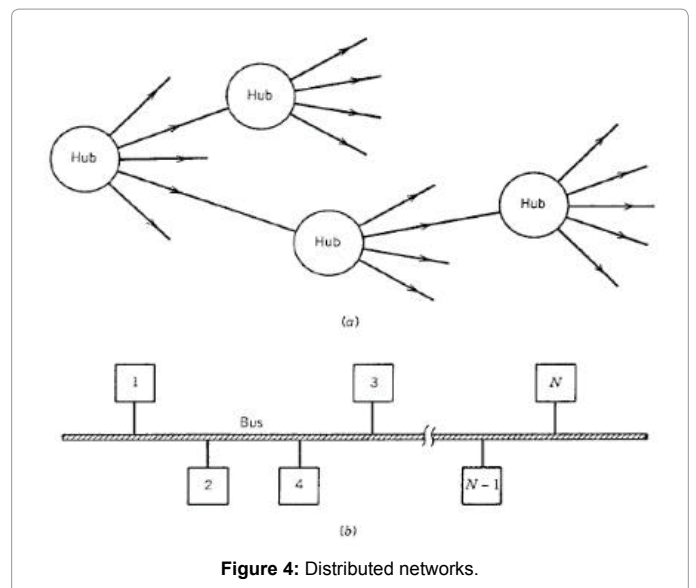 Hub
Hub
Hub
Hub
(a)
1
3
N
Bus
2
4
N-1
(b)
Figure 4: Distributed networks.